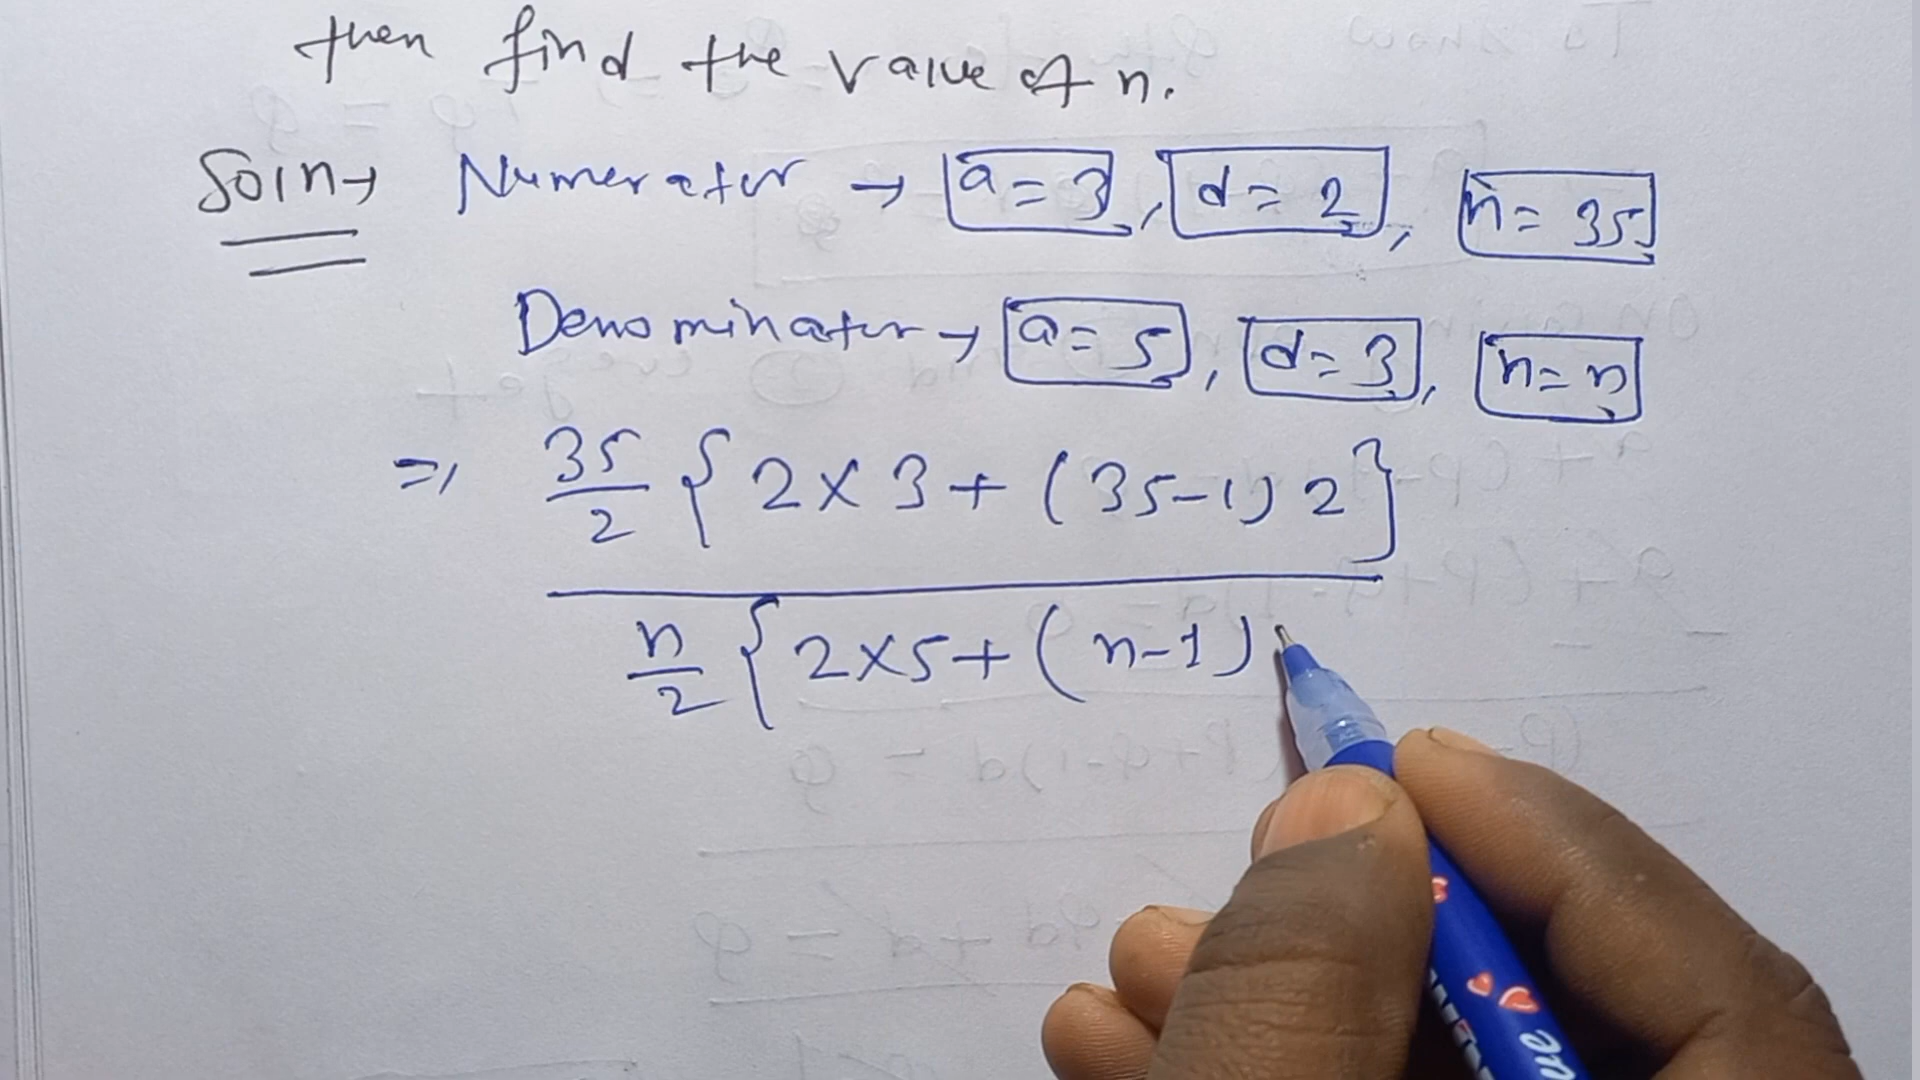 then find the value of n.
Soln→ Numerator → a = 3, d = 2, n = 35
Denominator → a = 5, d = 3, n = n
⇒ 35/2 { 2 × 3 + (35-1) 2 }
n/2 { 2×5 + (n-1)
ue